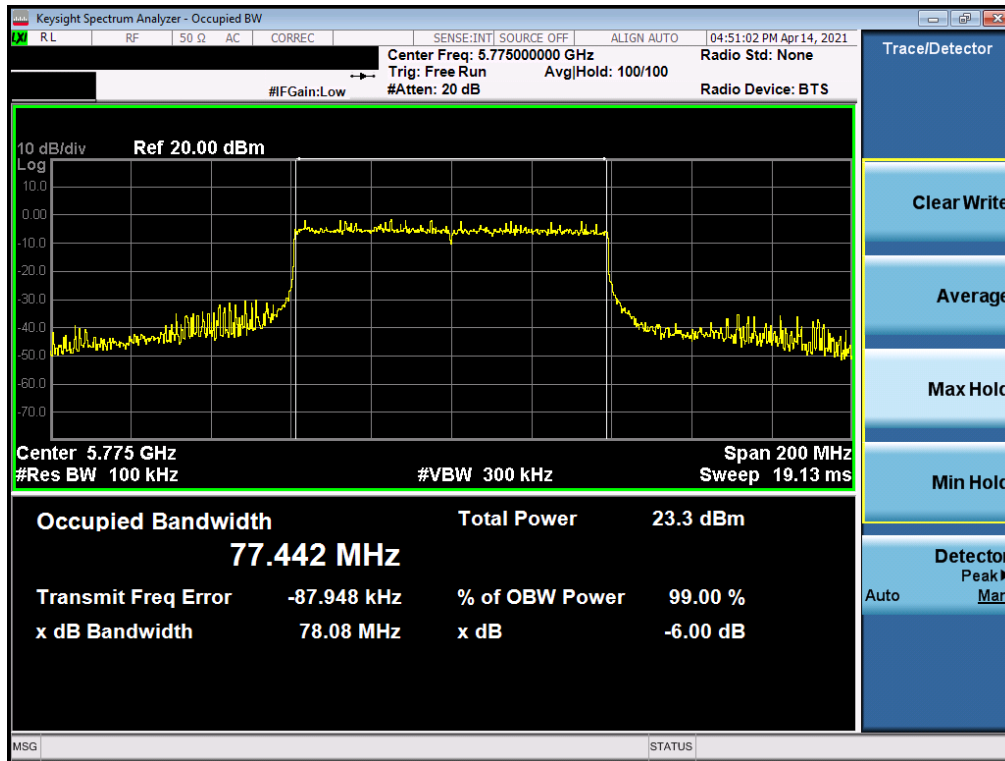 Keysight Spectrum Analyzer - Occupied BW
LXI RL RF 50 Ω AC CORREC SENSE:INT SOURCE OFF ALIGN AUTO 04:51:02 PM Apr 14, 2021
Center Freq: 5.775000000 GHz Radio Std: None
Trig: Free Run Avg|Hold: 100/100
#IFGain:Low #Atten: 20 dB Radio Device: BTS
10 dB/div Ref 20.00 dBm
Log
10.0
0.00
-10.0
-20.0
-30.0
-40.0
-50.0
-60.0
-70.0
Center 5.775 GHz Span 200 MHz
#Res BW 100 kHz #VBW 300 kHz Sweep 19.13 ms
Occupied Bandwidth Total Power 23.3 dBm
77.442 MHz
Transmit Freq Error -87.948 kHz % of OBW Power 99.00 %
x dB Bandwidth 78.08 MHz x dB -6.00 dB
MSG STATUS
Trace/Detector
Clear Write
Average
Max Hold
Min Hold
Detector
Peak
Auto Man